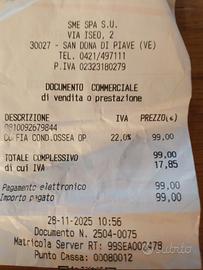 SME SPA S.U.
VIA ISEO, 2
30027 - SAN DONA DI PIAVE (VE)
TEL. 0421/497111
P.IVA 02323180279
DOCUMENTO COMMERCIALE
di vendita o prestazione
DESCRIZIONE IVA PREZZO(€)
0810092679844
CUFFIA COND.OSSEA OP 22,0% 99,00
TOTALE COMPLESSIVO 99,00
di cui IVA 17,85
Pagamento elettronico 99,00
Importo pagato 99,00
28-11-2025 10:56
Documento N. 2504-0075
Matricola Server RT: 99SEA002478
Punto Cassa: 00080012
subito